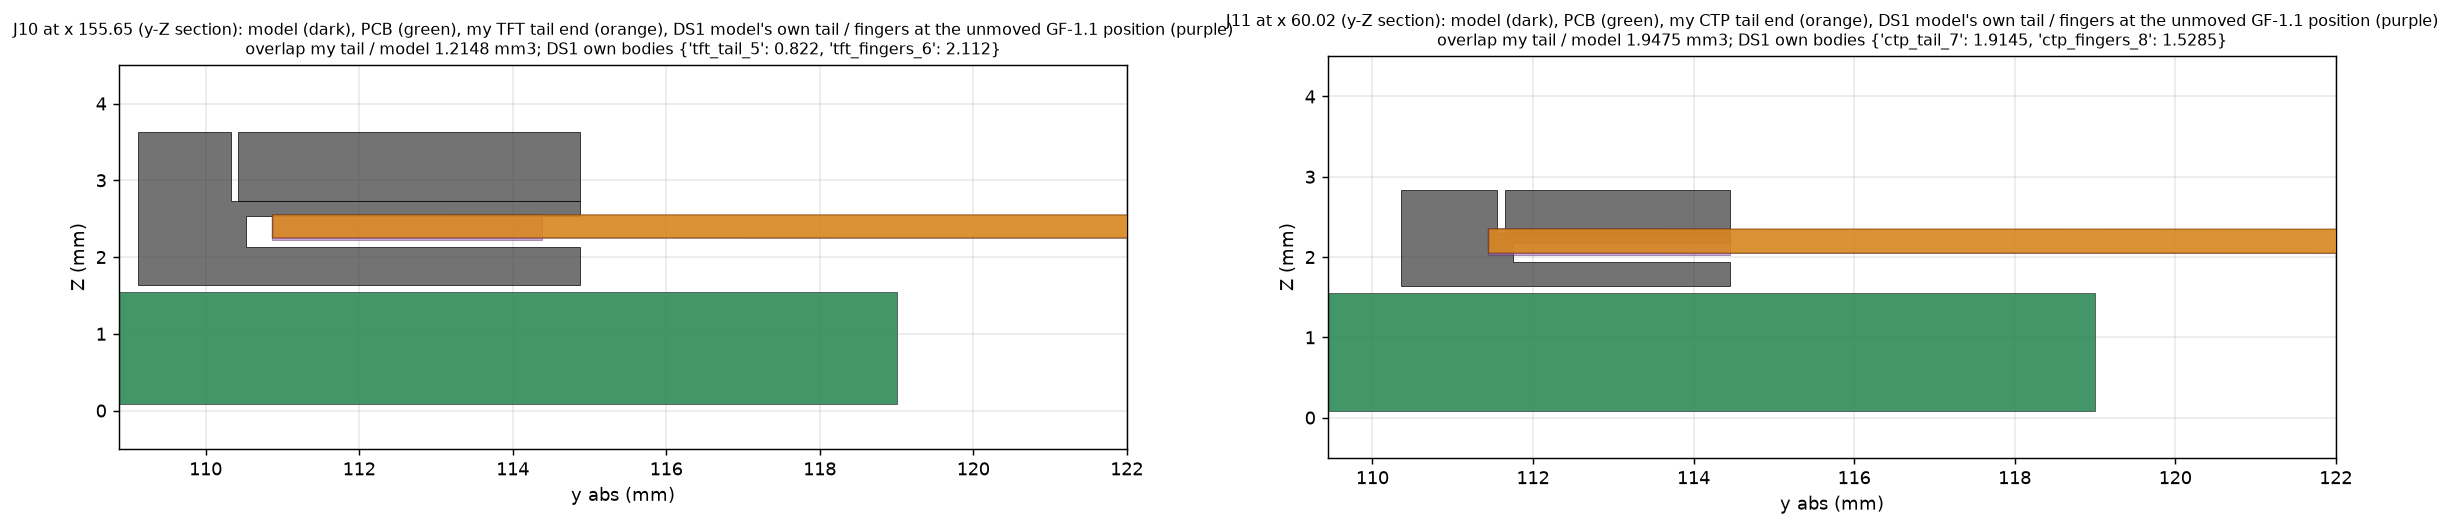 J10 at x 155.65 (y-Z section): model (dark), PCB (green), my TFT tail end (orange), DS1 model's own tail / fingers at the unmoved GF-1.1 position (purple)
overlap my tail / model 1.2148 mm3; DS1 own bodies {'tft_tail_5': 0.822, 'tft_fingers_6': 2.112}
4
3
2
1
0
Z (mm)
110 112 114 116 118 120 122
y abs (mm)
J11 at x 60.02 (y-Z section): model (dark), PCB (green), my CTP tail end (orange), DS1 model's own tail / fingers at the unmoved GF-1.1 position (purple)
overlap my tail / model 1.9475 mm3; DS1 own bodies {'ctp_tail_7': 1.9145, 'ctp_fingers_8': 1.5285}
4
3
2
1
0
Z (mm)
110 112 114 116 118 120 122
y abs (mm)